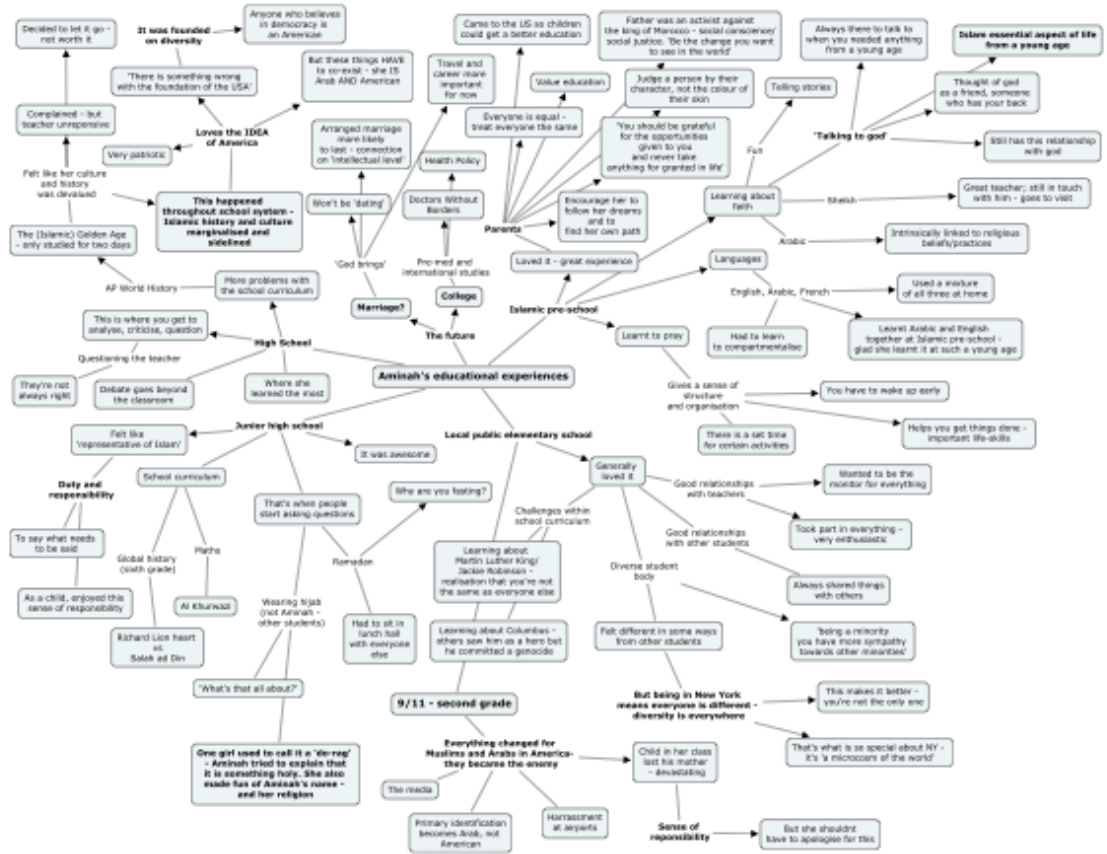 Decided to let it go -
not worth it
It was founded
on diversity
Anyone who believes
in democracy is
an American
'There is something wrong
with the foundation of the USA'
But these things HAVE
to co-exist - she IS
Arab AND American
Complained - but
teacher unresponsive
Loves the IDEA
of America
Very patriotic
Felt like her culture
and history
was devalued
This happened
throughout school system -
Islamic history and culture
marginalised and
sidelined
The (Islamic) Golden Age
- only studied for two days
AP World History
More problems with
the school curriculum
This is where you get to
analyse, criticise, question
High School
Questioning the teacher
They're not
always right
Debate goes beyond
the classroom
Where she
learned the most
Came to the US so children
could get a better education
Father was an activist against
the king of Morocco - social conscience/
social justice. 'Be the change you want
to see in the world'
Travel and
career more
important
for now
Value education
Judge a person by their
character, not the colour of
their skin
Everyone is equal -
treat everyone the same
Arranged marriage
more likely
to last - connection
on 'intellectual level'
Health Policy
'You should be grateful
for the opportunities
given to you
and never take
anything for granted in life'
Won't be 'dating'
Doctors Without
Borders
Encourage her to
follow her dreams
and to
find her own path
Parents
'God brings'
Pre-med and
international studies
Loved it - great experience
Marriage?
College
The future
Islamic pre-school
Always there to talk to
when you needed anything
from a young age
Islam essential aspect of life
from a young age
Telling stories
Thought of god
as a friend, someone
who has your back
'Talking to god'
Still has this relationship
with god
Fun
Learning about
faith
Sheikh
Great teacher; still in touch
with him - goes to visit
Arabic
Intrinsically linked to religious
beliefs/practices
Languages
English, Arabic, French
Used a mixture
of all three at home
Had to learn
to compartmentalise
Learnt Arabic and English
together at Islamic pre-school -
glad she learnt it at such a young age
Learnt to pray
Gives a sense of
structure
and organisation
You have to wake up early
There is a set time
for certain activities
Helps you get things done -
important life-skills
Aminah's educational experiences
Junior high school
Felt like
'representative of Islam'
It was awesome
Duty and
responsibility
School curriculum
That's when people
start asking questions
Why are you fasting?
To say what needs
to be said
Global history
(sixth grade)
Maths
Ramadan
As a child, enjoyed this
sense of responsibility
Al Khurwazi
Wearing hijab
(not Aminah -
other students)
Richard Lion heart
vs
Salah ad Din
Had to sit in
lunch hall
with everyone
else
'What's that all about?'
One girl used to call it a 'do-rag'
- Aminah tried to explain that
it is something holy. She also
made fun of Aminah's name -
and her religion
Local public elementary school
Generally
loved it
Challenges within
school curriculum
Good relationships
with teachers
Wanted to be the
monitor for everything
Took part in everything -
very enthusiastic
Good relationships
with other students
Learning about
Martin Luther King/
Jackie Robinson -
realisation that you're not
the same as everyone else
Diverse student
body
Always shared things
with others
Learning about Columbus -
others saw him as a hero but
he committed a genocide
Felt different in some ways
from other students
'being a minority
you have more sympathy
towards other minorities'
9/11 - second grade
But being in New York
means everyone is different -
diversity is everywhere
This makes it better -
you're not the only one
That's what is so special about NY -
it's 'a microcosm of the world'
Everything changed for
Muslims and Arabs in America-
they became the enemy
Child in her class
lost his mother
- devastating
The media
Primary identification
becomes Arab, not
American
Harrassment
at airports
Sense of
reponsibility
But she shouldnt
have to apologise for this